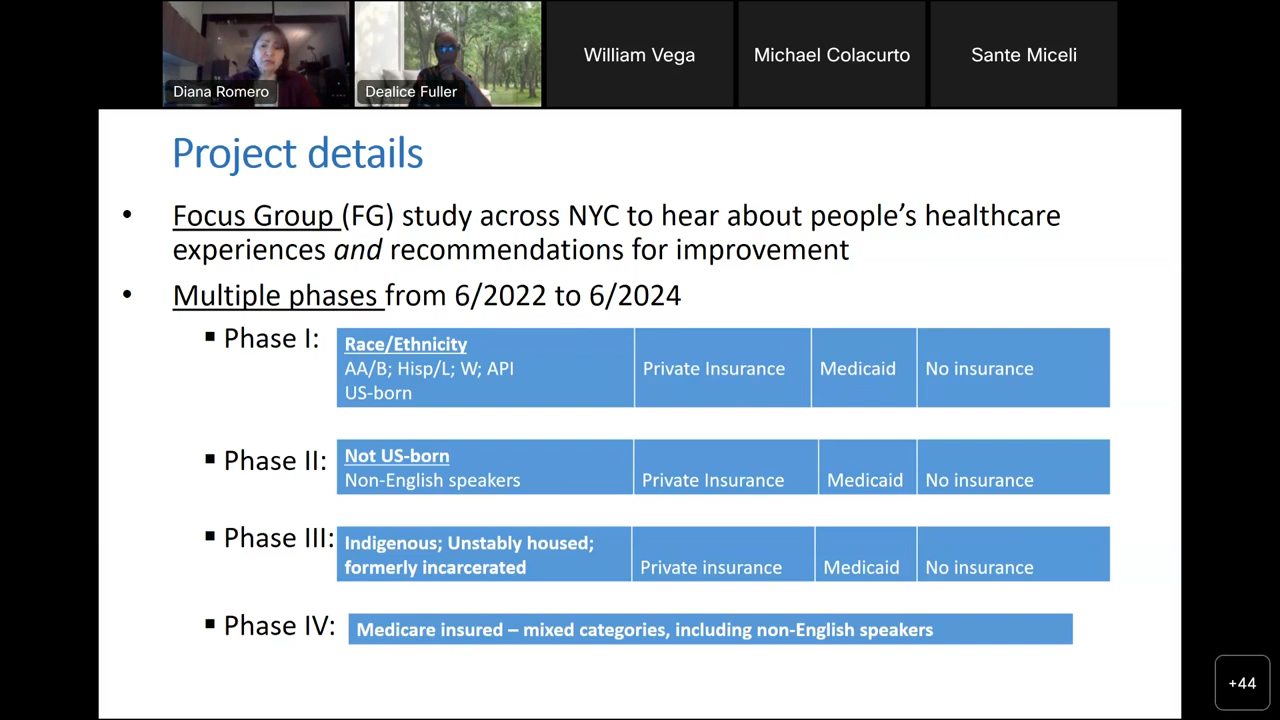 Diana Romero
Dealice Fuller
William Vega
Michael Colacurto
Sante Miceli
Project details
• Focus Group (FG) study across NYC to hear about people’s healthcare
experiences and recommendations for improvement
• Multiple phases from 6/2022 to 6/2024
▪ Phase I:
Race/Ethnicity
AA/B; Hisp/L; W; API
US-born
Private Insurance
Medicaid
No insurance
▪ Phase II:
Not US-born
Non-English speakers
Private Insurance
Medicaid
No insurance
▪ Phase III:
Indigenous; Unstably housed;
formerly incarcerated
Private insurance
Medicaid
No insurance
▪ Phase IV:
Medicare insured – mixed categories, including non-English speakers
+44